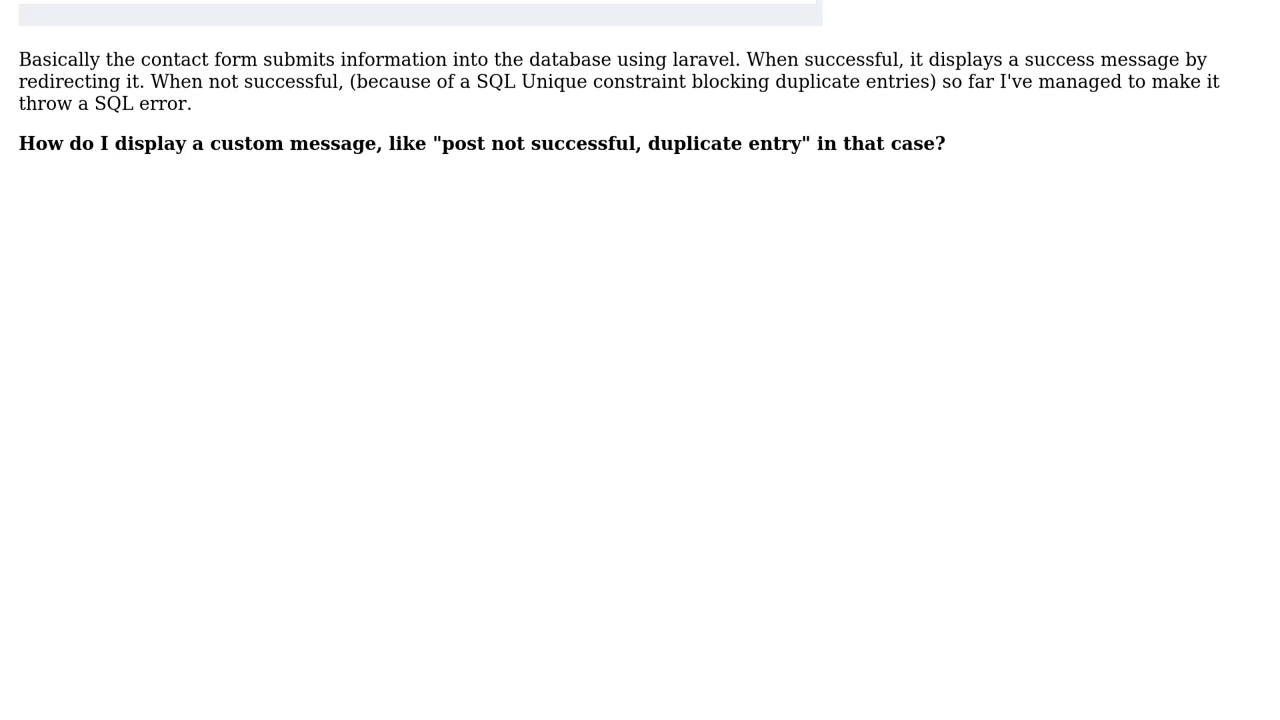 Basically the contact form submits information into the database using laravel. When successful, it displays a success message by
redirecting it. When not successful, (because of a SQL Unique constraint blocking duplicate entries) so far I've managed to make it
throw a SQL error.
How do I display a custom message, like "post not successful, duplicate entry" in that case?